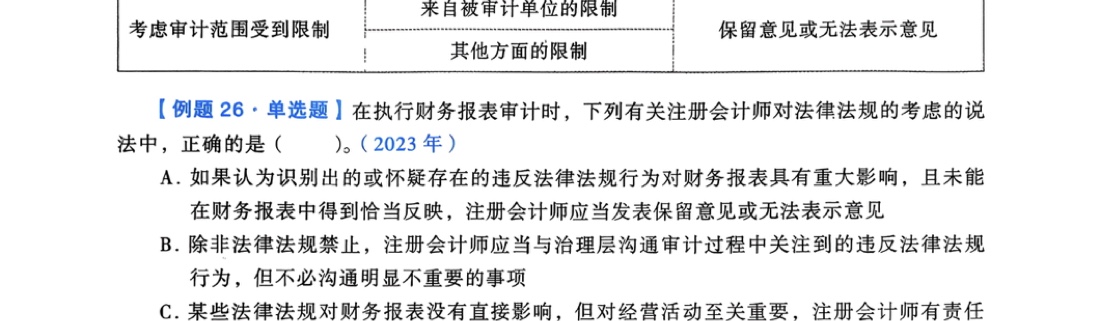 来自被审计单位的限制
考虑审计范围受到限制
保留意见或无法表示意见
其他方面的限制
【例题 26·单选题】在执行财务报表审计时，下列有关注册会计师对法律法规的考虑的说
法中，正确的是（　　）。（2023 年）
A. 如果认为识别出的或怀疑存在的违反法律法规行为对财务报表具有重大影响，且未能
在财务报表中得到恰当反映，注册会计师应当发表保留意见或无法表示意见
B. 除非法律法规禁止，注册会计师应当与治理层沟通审计过程中关注到的违反法律法规
行为，但不必沟通明显不重要的事项
C. 某些法律法规对财务报表没有直接影响，但对经营活动至关重要，注册会计师有责任